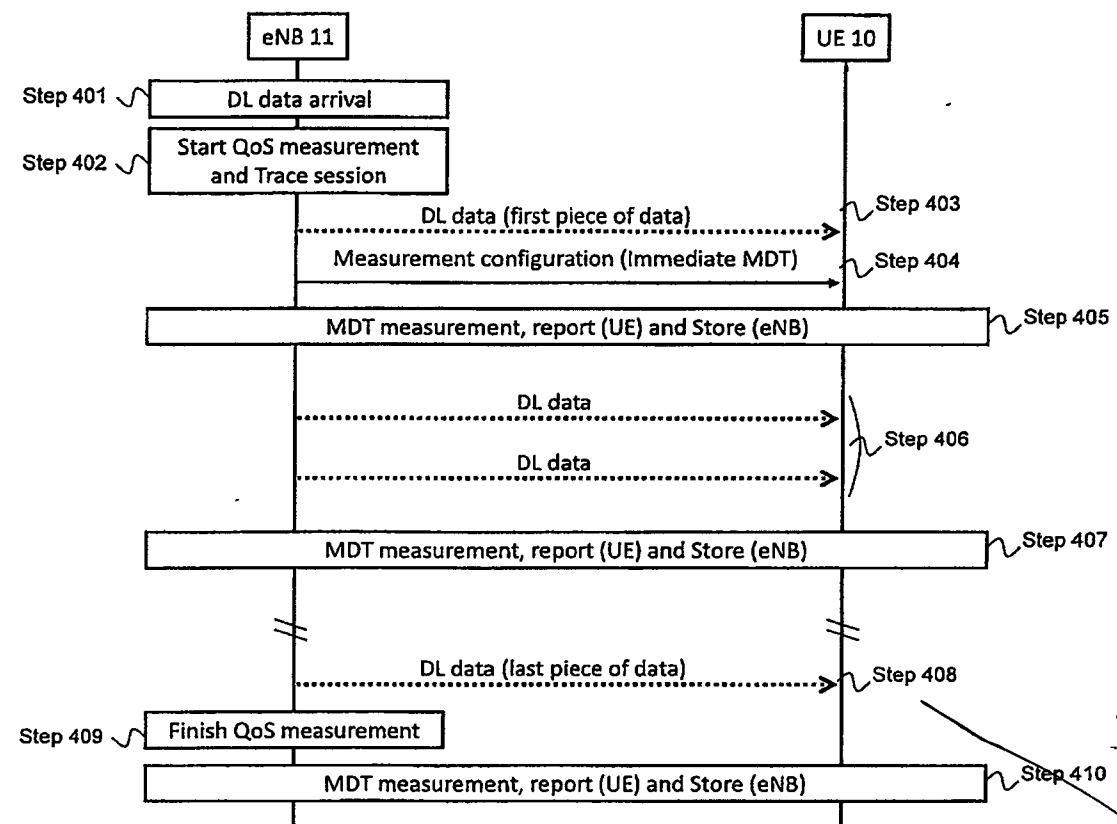 eNB 11
UE 10
Step 401
DL data arrival
Step 402
Start QoS measurement
and Trace session
Step 403
DL data (first piece of data)
Measurement configuration (Immediate MDT)
Step 404
MDT measurement, report (UE) and Store (eNB)
Step 405
DL data
Step 406
DL data
MDT measurement, report (UE) and Store (eNB)
Step 407
DL data (last piece of data)
Step 408
Step 409
Finish QoS measurement
MDT measurement, report (UE) and Store (eNB)
Step 410